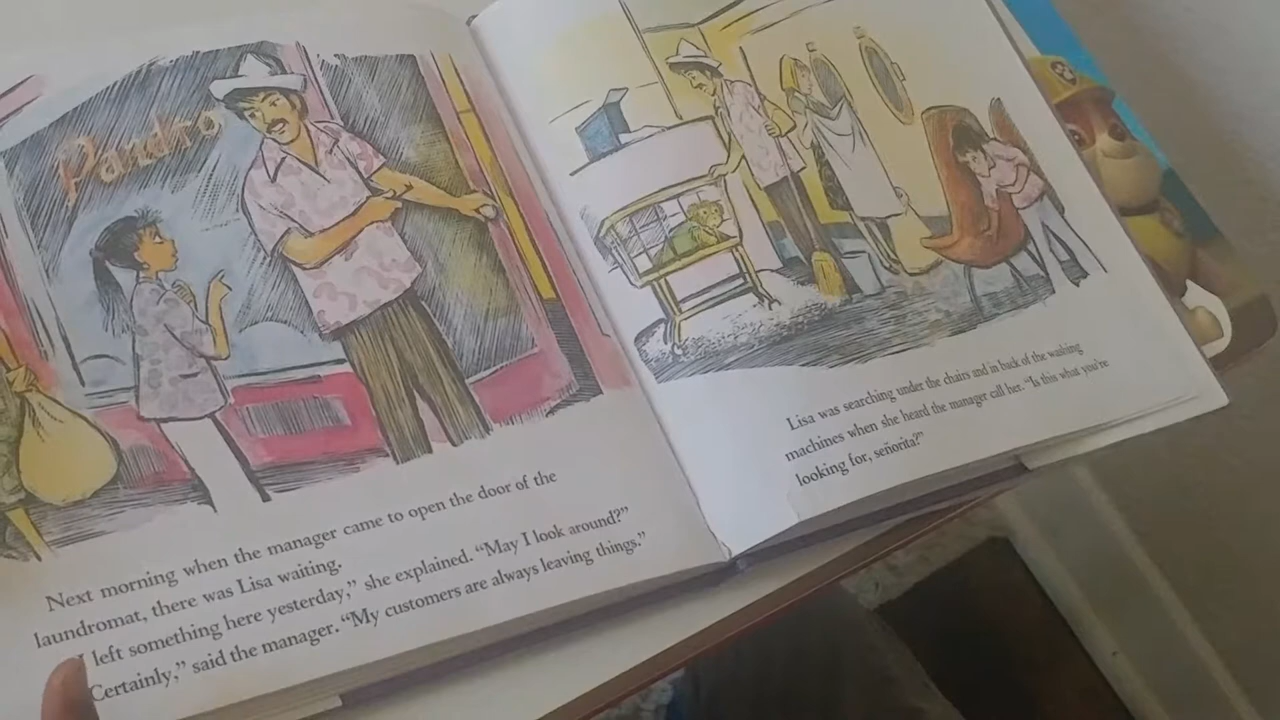 Next morning when the manager came to open the door of the
laundromat, there was Lisa waiting.
I left something here yesterday,” she explained. “May I look around?”
Certainly,” said the manager. “My customers are always leaving things.”
Lisa was searching under the chairs and in back of the washing
machines when she heard the manager call her. “Is this what you're
looking for, señorita?”